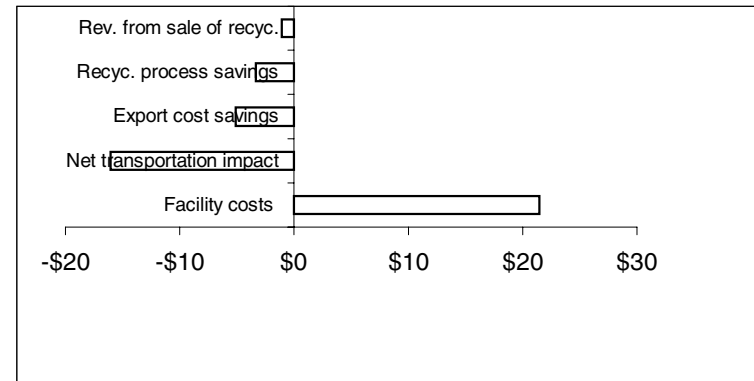 Rev. from sale of recyc.
Recyc. process savings
Export cost savings
Net transportation impact
Facility costs
-$20 -$10 $0 $10 $20 $30